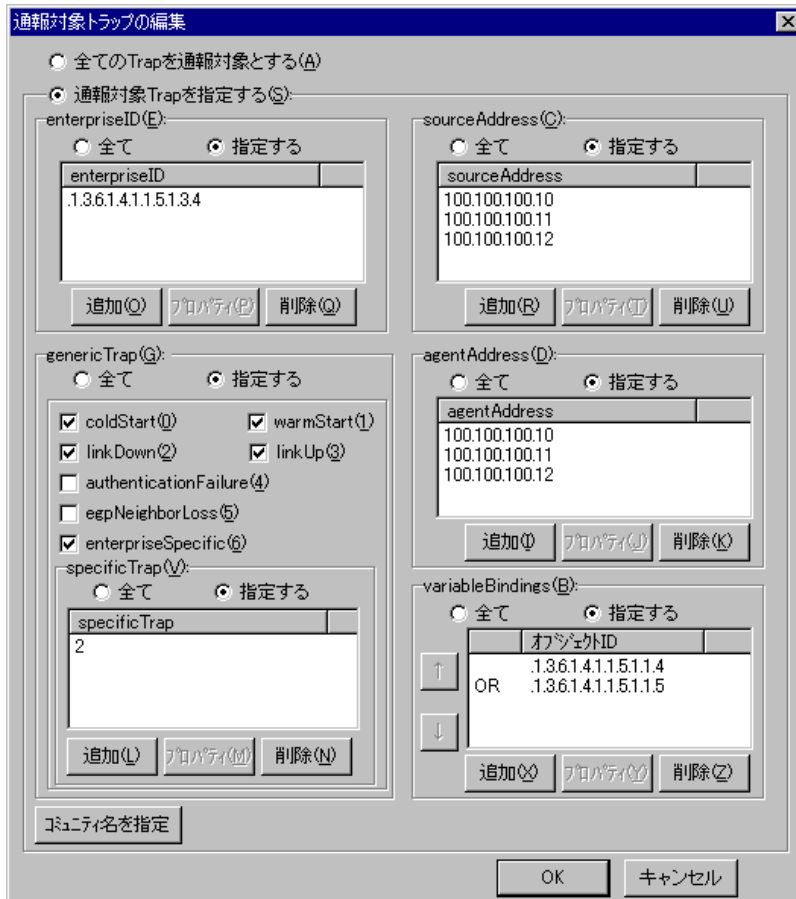 通報対象トラップの編集
全てのTrapを通報対象とする(A)
通報対象Trapを指定する(S):
enterpriseID(E):
全て 指定する
enterpriseID
.1.3.6.1.4.1.1.5.1.3.4
追加(O) プロパティ(P) 削除(Q)
sourceAddress(C):
全て 指定する
sourceAddress
100.100.100.10
100.100.100.11
100.100.100.12
追加(R) プロパティ(T) 削除(U)
genericTrap(G):
全て 指定する
coldStart(0) warmStart(1)
linkDown(2) linkUp(3)
authenticationFailure(4)
egpNeighborLoss(5)
enterpriseSpecific(6)
specificTrap(V):
全て 指定する
specificTrap
2
追加(L) プロパティ(M) 削除(N)
agentAddress(D):
全て 指定する
agentAddress
100.100.100.10
100.100.100.11
100.100.100.12
追加(I) プロパティ(J) 削除(K)
variableBindings(B):
全て 指定する
オブジェクトID
↑ .1.3.6.1.4.1.1.5.1.1.4
OR .1.3.6.1.4.1.1.5.1.1.5
↓
追加(X) プロパティ(Y) 削除(Z)
コミュニティ名を指定
OK キャンセル